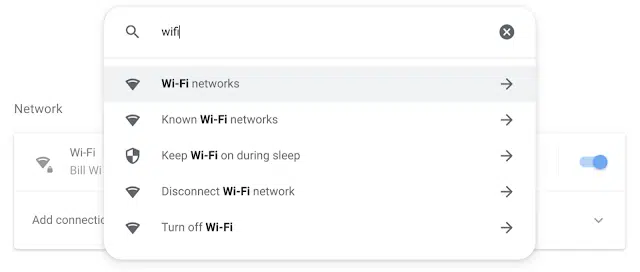 wifi
Wi-Fi networks
Known Wi-Fi networks
Keep Wi-Fi on during sleep
Disconnect Wi-Fi network
Turn off Wi-Fi
Network
Wi-Fi
Bill Wi
Add connectio